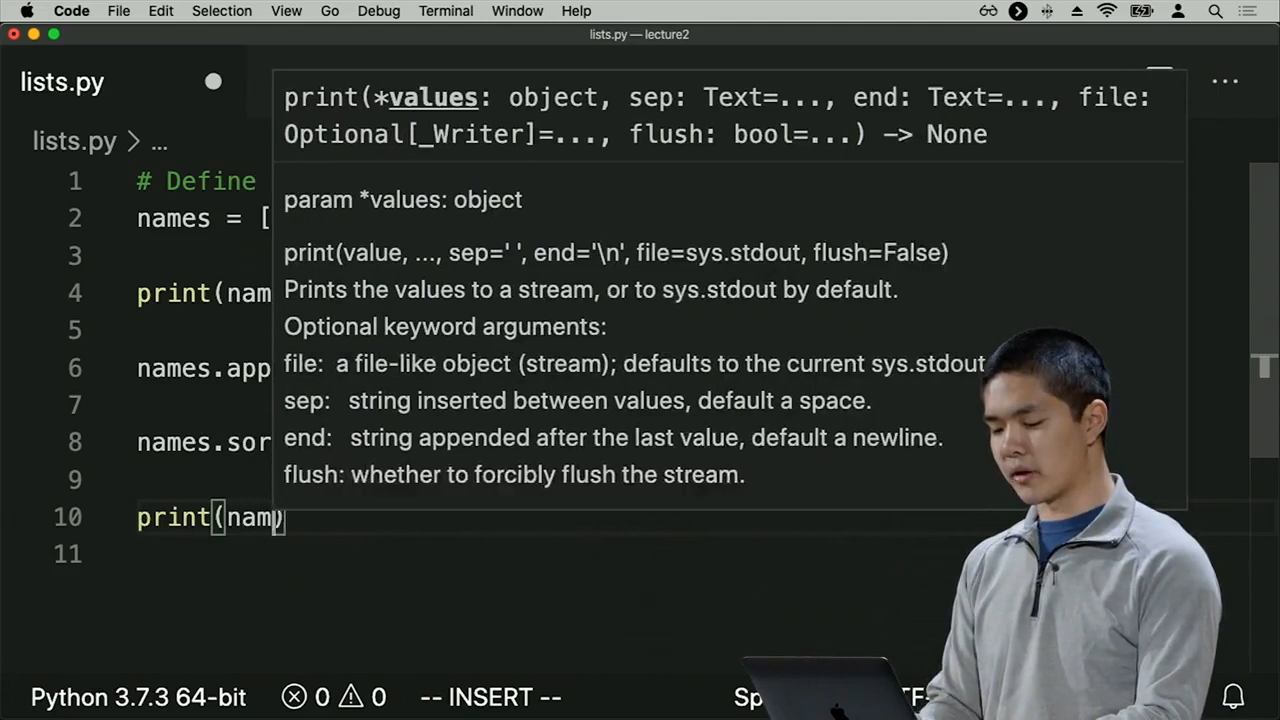 Code File Edit Selection View Go Debug Terminal Window Help
lists.py — lecture2
lists.py
lists.py > ...
1 # Define
2 names = [
3
4 print(nam
5
6 names.app
7
8 names.sor
9
10 print(nam)
11
print(*values: object, sep: Text=..., end: Text=..., file:
Optional[_Writer]=..., flush: bool=...) -> None
param *values: object
print(value, ..., sep=' ', end='\n', file=sys.stdout, flush=False)
Prints the values to a stream, or to sys.stdout by default.
Optional keyword arguments:
file: a file-like object (stream); defaults to the current sys.stdout
sep: string inserted between values, default a space.
end: string appended after the last value, default a newline.
flush: whether to forcibly flush the stream.
Python 3.7.3 64-bit 0 0 -- INSERT --